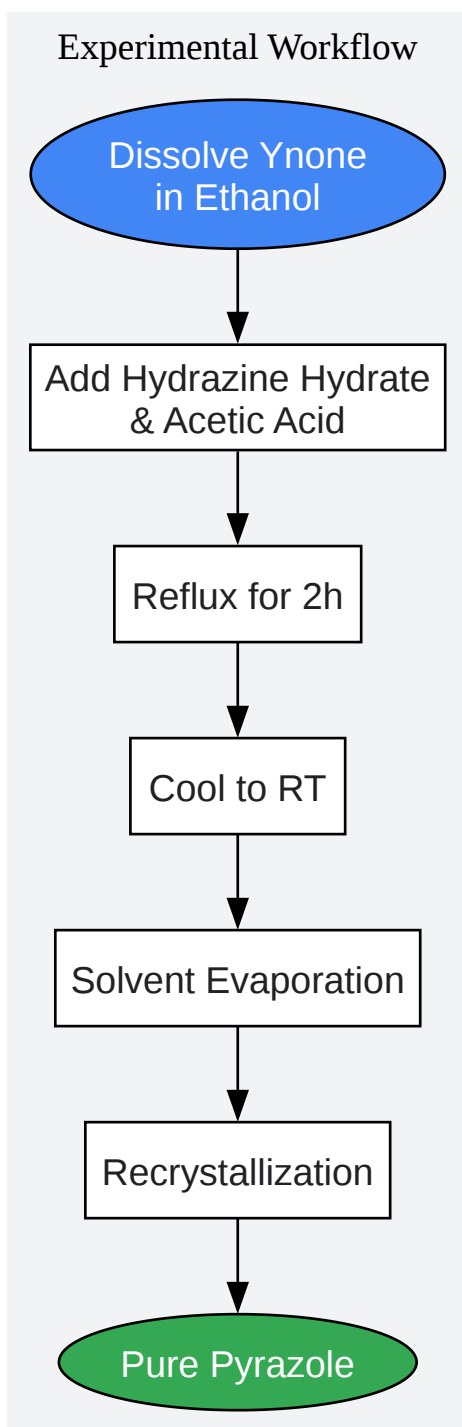 Experimental Workflow
Dissolve Ynone
in Ethanol
Add Hydrazine Hydrate
& Acetic Acid
Reflux for 2h
Cool to RT
Solvent Evaporation
Recrystallization
Pure Pyrazole